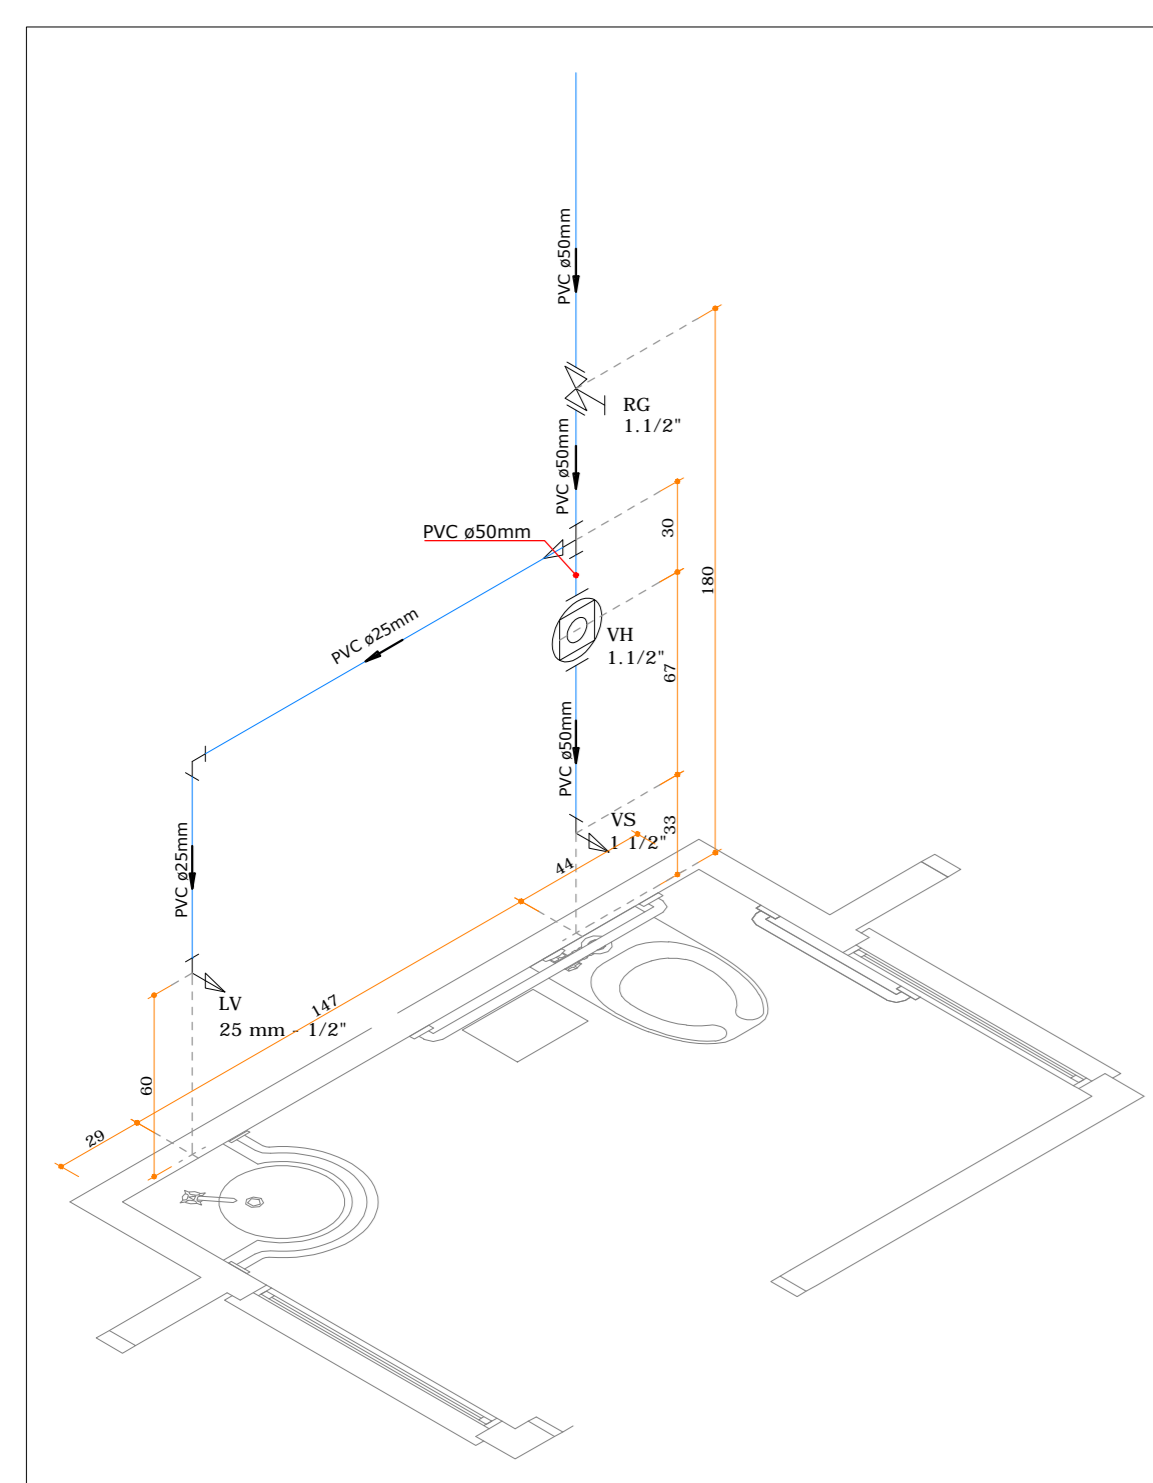 PVC ø50mm
RG
1.1/2"
PVC ø50mm
PVC ø50mm
30
180
PVC ø25mm
VH
1.1/2"
67
PVC ø50mm
VS
1 1/2"
33
44
PVC ø25mm
LV
25 mm - 1/2"
147
60
29